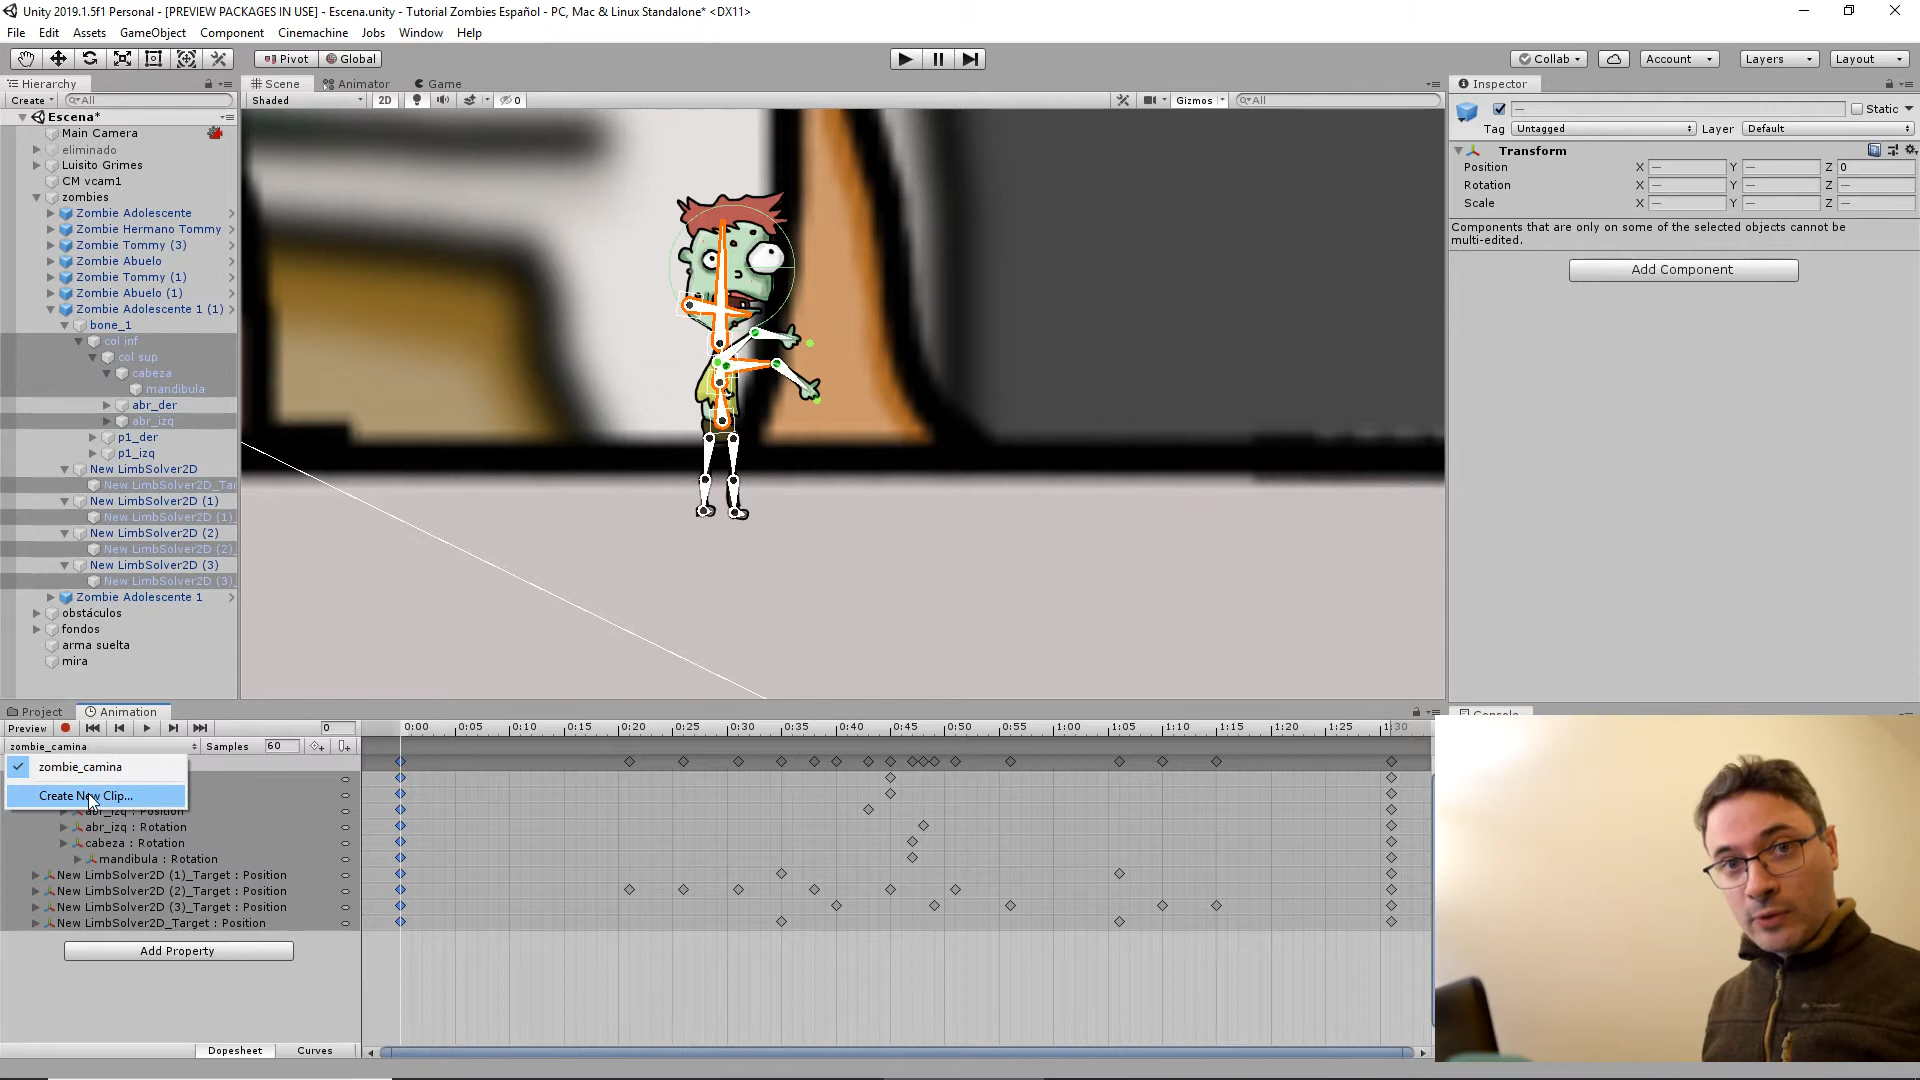 Unity 2019.1.5f1 Personal - [PREVIEW PACKAGES IN USE] - Escena.unity - Tutorial Zombies Español - PC, Mac & Linux Standalone* <DX11>
File Edit Assets GameObject Component Cinemachine Jobs Window Help
Pivot Global Collab Account Layers Layout
Hierarchy Scene Animator Game Inspector
Create All Shaded 2D 0 Gizmos All
Escena* Static
Main Camera Tag Untagged Layer Default
eliminado Transform
Luisito Grimes Position X — Y — Z 0
CM vcam1 Rotation X — Y — Z —
zombies Scale X — Y — Z —
Zombie Adolescente
Zombie Hermano Tommy
Zombie Tommy (3)
Zombie Abuelo
Zombie Tommy (1)
Zombie Abuelo (1)
Zombie Adolescente 1 (1)
bone_1
col inf
col sup
cabeza
mandibula
abr_der
abr_izq
p1_der
p1_izq
New LimbSolver2D
New LimbSolver2D_Tar
New LimbSolver2D (1)
New LimbSolver2D (1)_
New LimbSolver2D (2)
New LimbSolver2D (2)_
New LimbSolver2D (3)
New LimbSolver2D (3)_
Zombie Adolescente 1
obstáculos
fondos
arma suelta
mira
Components that are only on some of the selected objects cannot be
multi-edited.
Add Component
Project Animation Console
Preview 0 0:00 0:05 0:10 0:15 0:20 0:25 0:30 0:35 0:40 0:45 0:50 0:55 1:00 1:05 1:10 1:15 1:20 1:25 1:30
zombie_camina Samples 60
zombie_camina
Create New Clip...
abr_izq : Position
abr_izq : Rotation
cabeza : Rotation
mandibula : Rotation
New LimbSolver2D (1)_Target : Position
New LimbSolver2D (2)_Target : Position
New LimbSolver2D (3)_Target : Position
New LimbSolver2D_Target : Position
Add Property
Dopesheet Curves